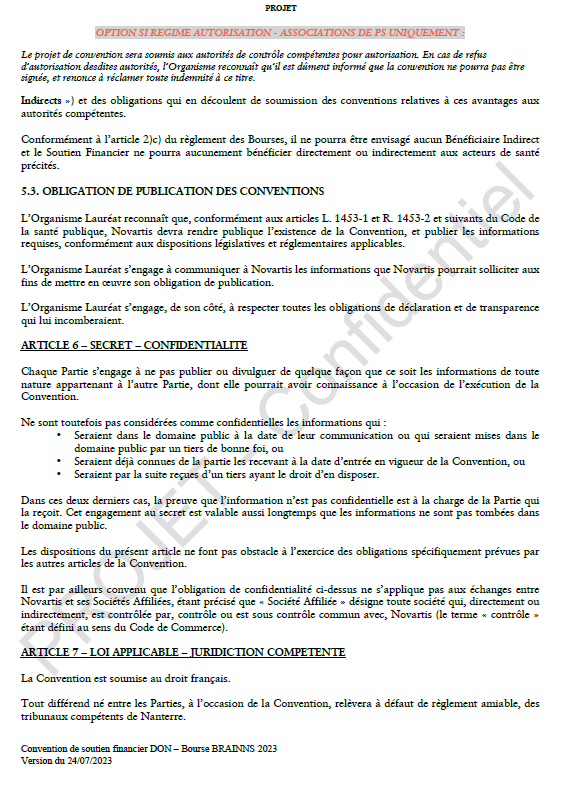 PROJET
OPTION SI REGIME AUTORISATION - ASSOCIATIONS DE PS UNIQUEMENT :
Le projet de convention sera soumis aux autorités de contrôle compétentes pour autorisation. En cas de refus
d'autorisation desdites autorités, l'Organisme reconnaît qu'il est dûment informé que la convention ne pourra pas être
signée, et renonce à réclamer toute indemnité à ce titre.
Indirects ») et des obligations qui en découlent de soumission des conventions relatives à ces avantages aux
autorités compétentes.
Conformément à l'article 2)c) du règlement des Bourses, il ne pourra être envisagé aucun Bénéficiaire Indirect
et le Soutien Financier ne pourra aucunement bénéficier directement ou indirectement aux acteurs de santé
précités.
5.3. OBLIGATION DE PUBLICATION DES CONVENTIONS
L'Organisme Lauréat reconnaît que, conformément aux articles L. 1453-1 et R. 1453-2 et suivants du Code de
la santé publique, Novartis devra rendre publique l'existence de la Convention, et publier les informations
requises, conformément aux dispositions législatives et réglementaires applicables.
L'Organisme Lauréat s'engage à communiquer à Novartis les informations que Novartis pourrait solliciter aux
fins de mettre en œuvre son obligation de publication.
L'Organisme Lauréat s'engage, de son côté, à respecter toutes les obligations de déclaration et de transparence
qui lui incomberaient.
ARTICLE 6 – SECRET – CONFIDENTIALITE
Chaque Partie s'engage à ne pas publier ou divulguer de quelque façon que ce soit les informations de toute
nature appartenant à l'autre Partie, dont elle pourrait avoir connaissance à l'occasion de l'exécution de la
Convention.
Ne sont toutefois pas considérées comme confidentielles les informations qui :
• Seraient dans le domaine public à la date de leur communication ou qui seraient mises dans le
domaine public par un tiers de bonne foi, ou
• Seraient déjà connues de la partie les recevant à la date d'entrée en vigueur de la Convention, ou
• Seraient par la suite reçues d'un tiers ayant le droit d'en disposer.
Dans ces deux derniers cas, la preuve que l'information n'est pas confidentielle est à la charge de la Partie qui
la reçoit. Cet engagement au secret est valable aussi longtemps que les informations ne sont pas tombées dans
le domaine public.
Les dispositions du présent article ne font pas obstacle à l'exercice des obligations spécifiquement prévues par
les autres articles de la Convention.
Il est par ailleurs convenu que l'obligation de confidentialité ci-dessus ne s'applique pas aux échanges entre
Novartis et ses Sociétés Affiliées, étant précisé que « Société Affiliée » désigne toute société qui, directement ou
indirectement, est contrôlée par, contrôle ou est sous contrôle commun avec, Novartis (le terme « contrôle »
étant défini au sens du Code de Commerce).
ARTICLE 7 – LOI APPLICABLE – JURIDICTION COMPETENTE
La Convention est soumise au droit français.
Tout différend né entre les Parties, à l'occasion de la Convention, relèvera à défaut de règlement amiable, des
tribunaux compétents de Nanterre.
Convention de soutien financier DON – Bourse BRAINNS 2023
Version du 24/07/2023
PROJET – Confidentiel